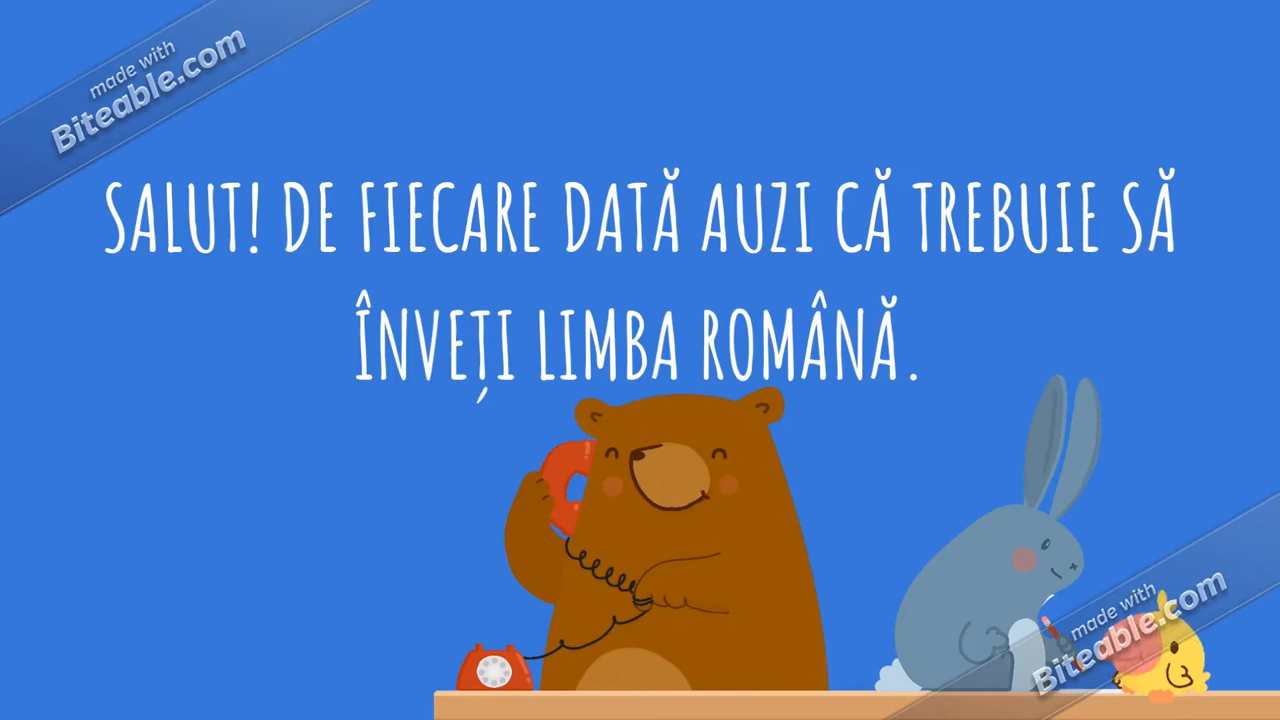 made with
Biteable.com
SALUT! DE FIECARE DATĂ AUZI CĂ TREBUIE SĂ
ÎNVEȚI LIMBA ROMÂNĂ.
made with
Biteable.com